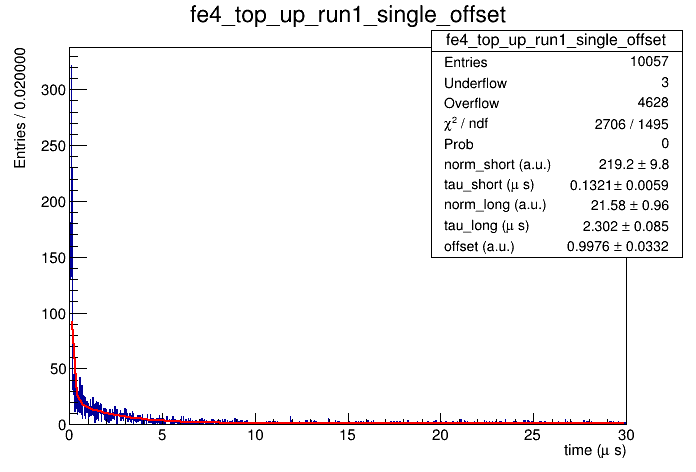 fe4_top_up_run1_single_offset
fe4_top_up_run1_single_offset
Entries 10057
Underflow 3
Overflow 4628
χ² / ndf 2706 / 1495
Prob 0
norm_short (a.u.) 219.2 ± 9.8
tau_short (μ s) 0.1321 ± 0.0059
norm_long (a.u.) 21.58 ± 0.96
tau_long (μ s) 2.302 ± 0.085
offset (a.u.) 0.9976 ± 0.0332
Entries / 0.020000
300
250
200
150
100
50
0
0 5 10 15 20 25 30
time (μ s)